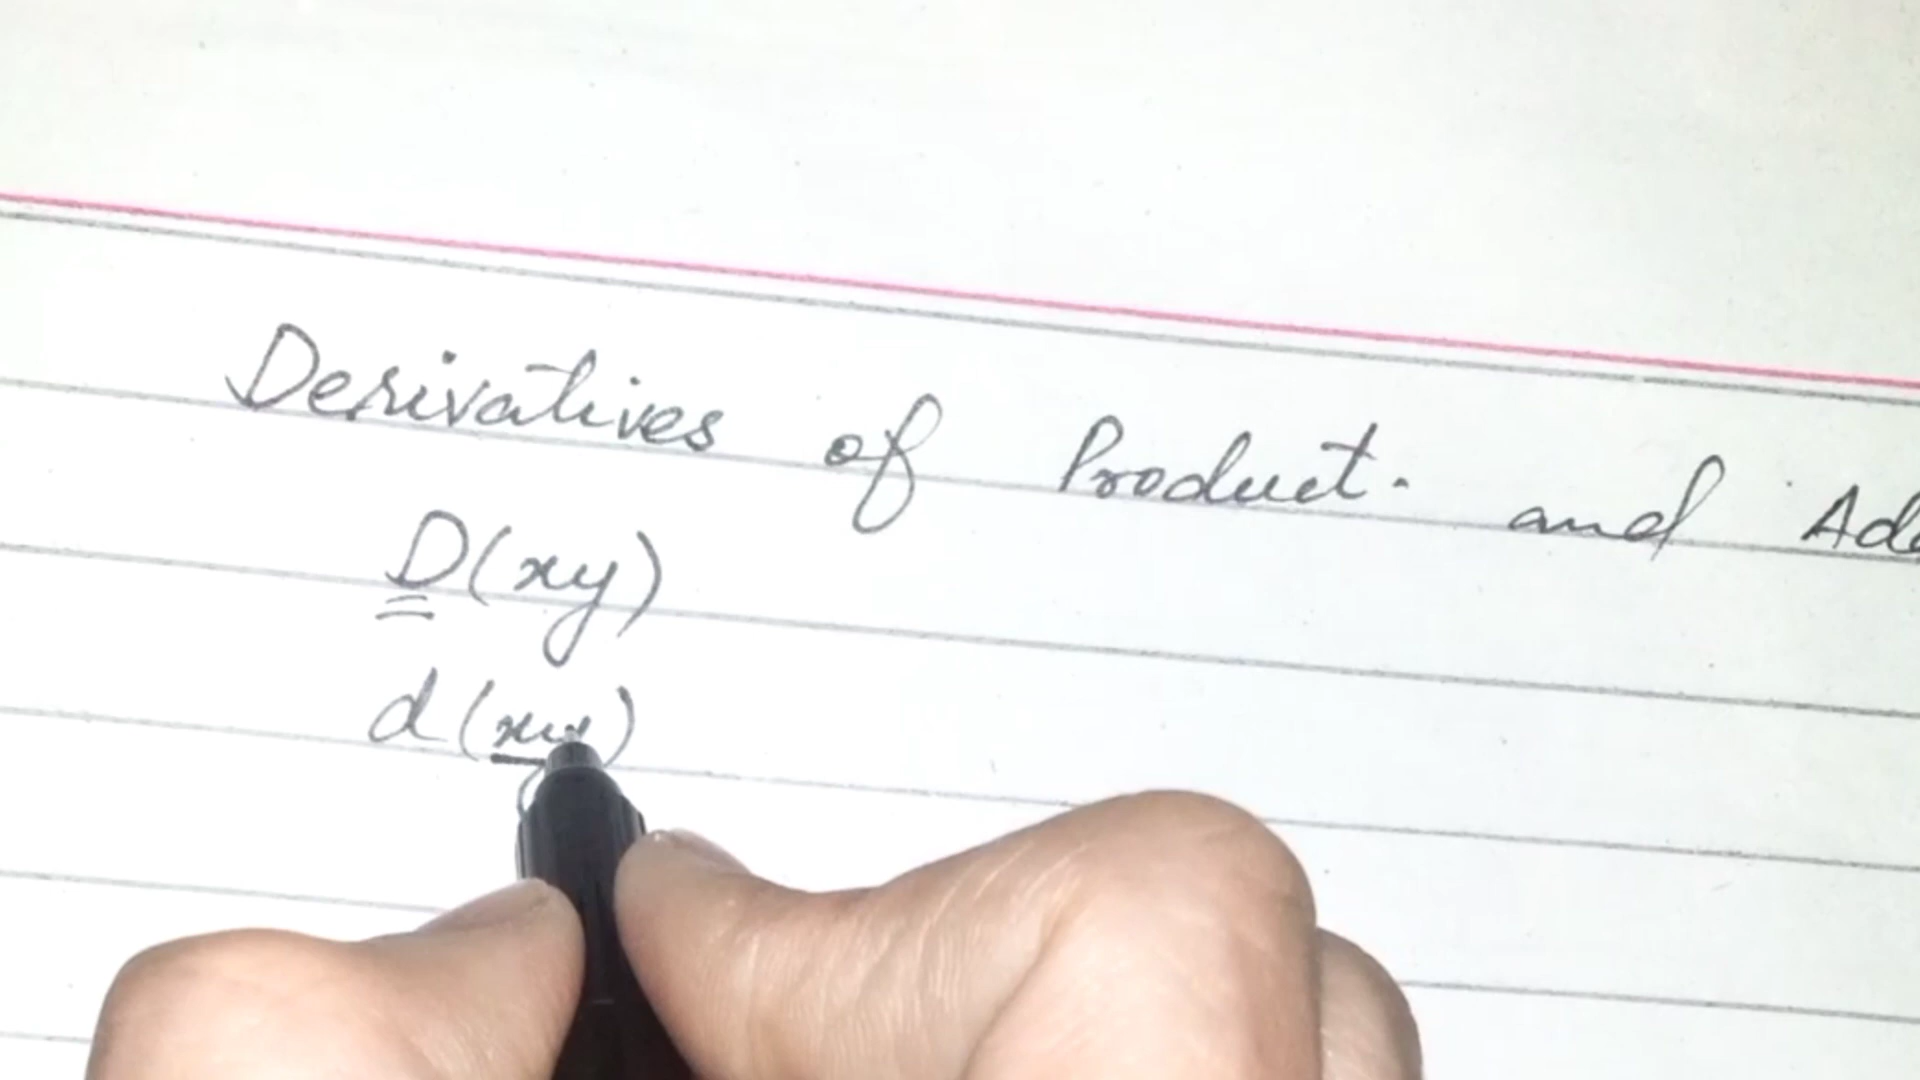 Derivatives of Product. and
D(xy)
d(xy)